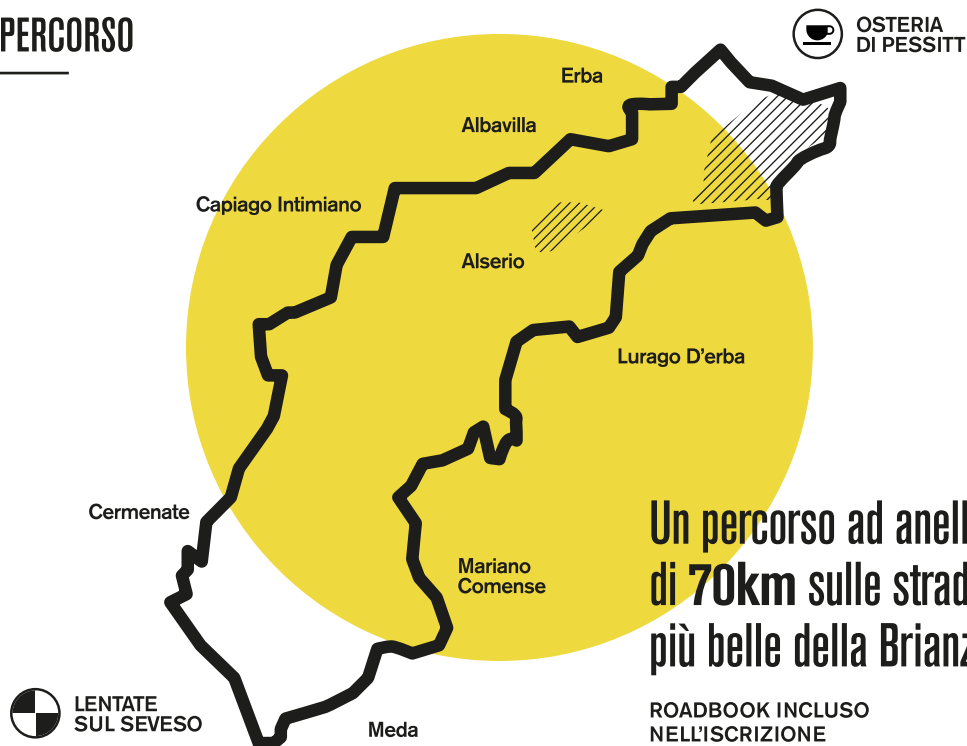 PERCORSO
OSTERIA
DI PESSITT
Erba
Albavilla
Capiago Intimiano
Alserio
Lurago D'erba
Cermenate
Un percorso ad anell
di 70km sulle strad
più belle della Brianz
Mariano
Comense
LENTATE
SUL SEVESO
Meda
ROADBOOK INCLUSO
NELL'ISCRIZIONE